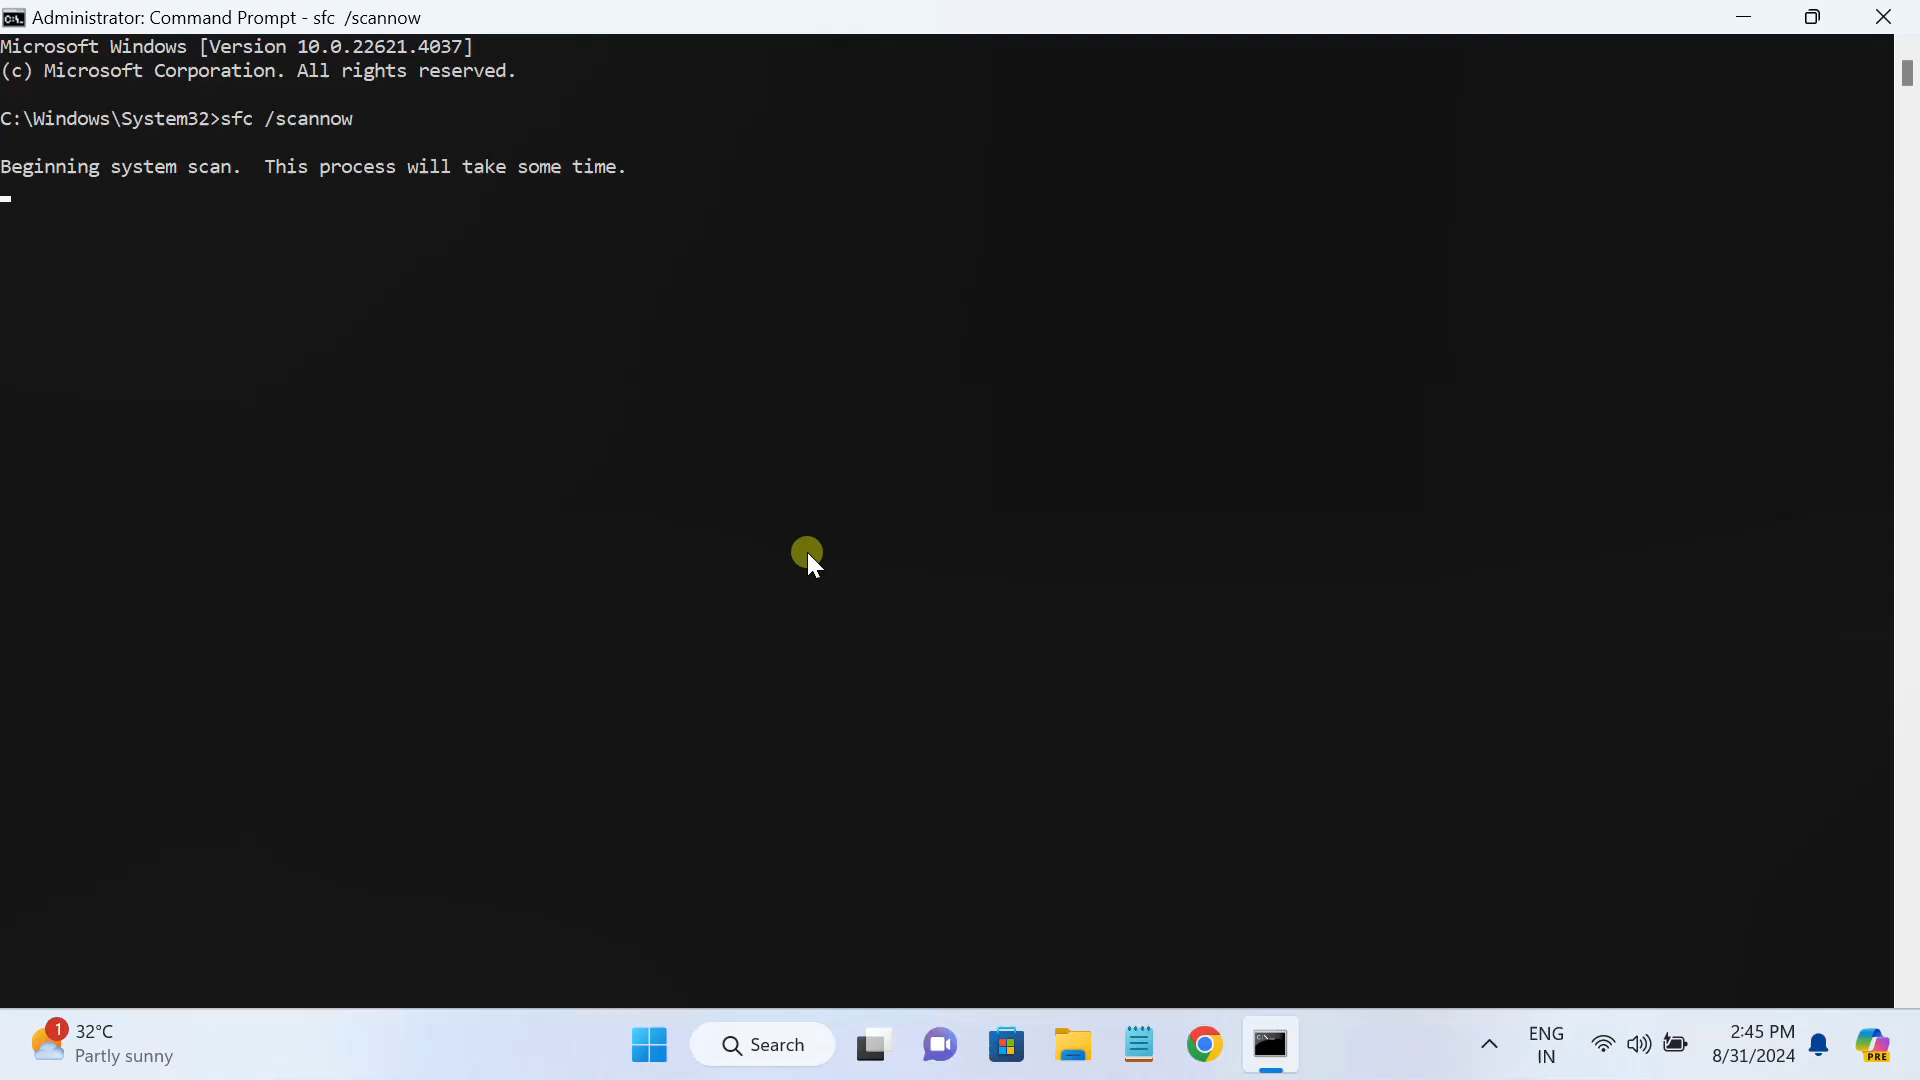 Administrator: Command Prompt - sfc  /scannow
Microsoft Windows [Version 10.0.22621.4037]
(c) Microsoft Corporation. All rights reserved.
C:\Windows\System32>sfc /scannow
Beginning system scan.  This process will take some time.
1
32°C
Partly sunny
Search
ENG
IN
2:45 PM
8/31/2024
PRE